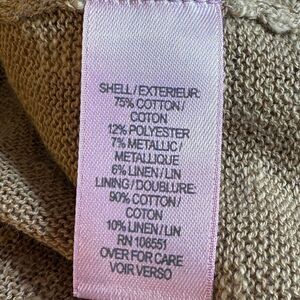 SHELL / EXTERIEUR:
75% COTTON /
COTON
12% POLYESTER
7% METALLIC /
METALLIQUE
6% LINEN / LIN
LINING / DOUBLURE:
90% COTTON /
COTON
10% LINEN / LIN
RN 106551
OVER FOR CARE
VOIR VERSO